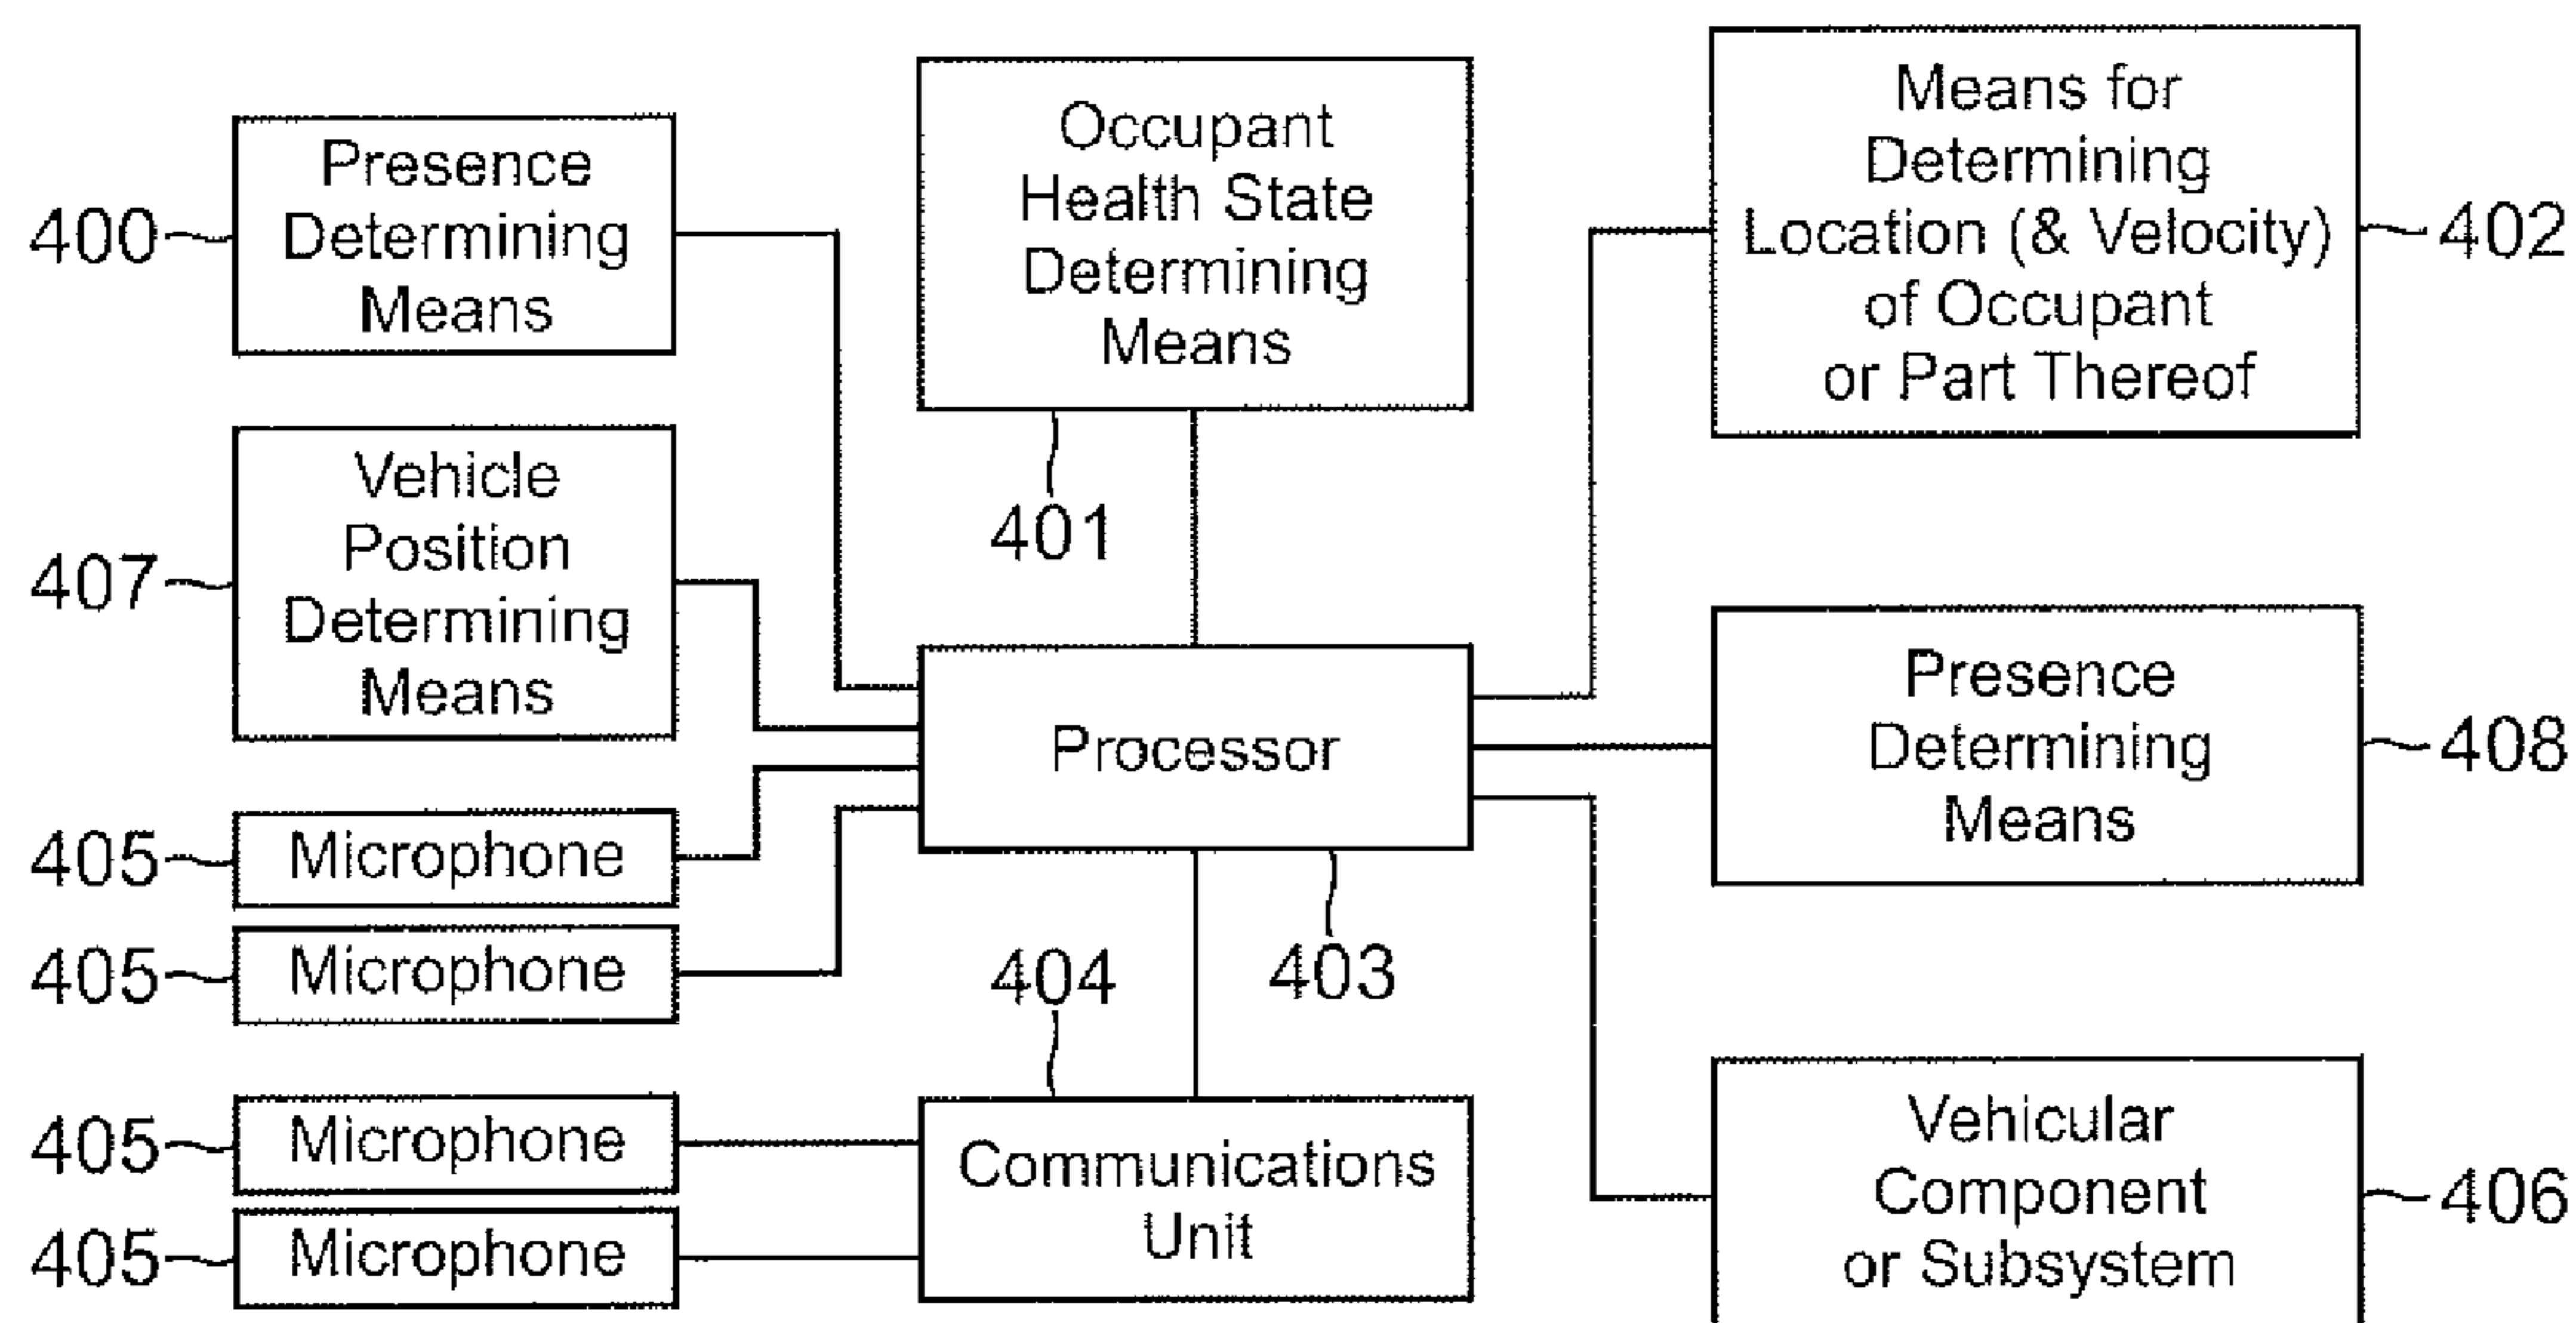 400
Presence
Determining
Means
Occupant
Health State
Determining
Means
401
Means for
Determining
Location (& Velocity)
of Occupant
or Part Thereof
402
407
Vehicle
Position
Determining
Means
Processor
403
Presence
Determining
Means
408
405
Microphone
405
Microphone
404
405
Microphone
405
Microphone
Communications
Unit
Vehicular
Component
or Subsystem
406